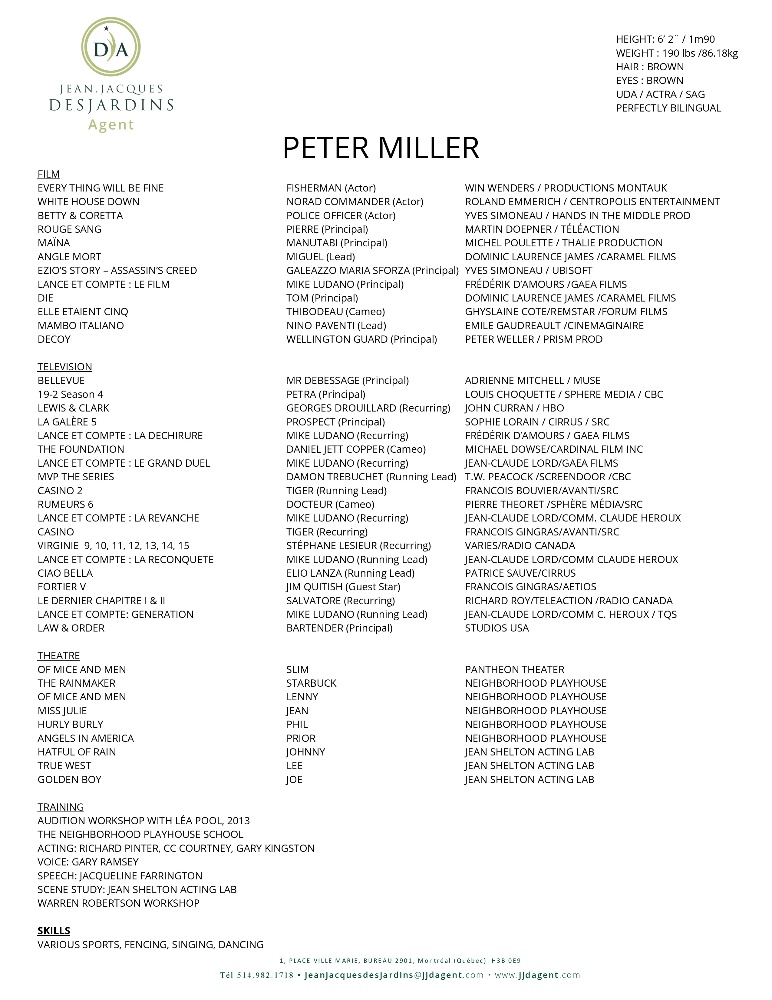 D A
JEAN.JACQUES
DESJARDINS
Agent
HEIGHT: 6' 2¨ / 1m90
WEIGHT : 190 lbs /86.18kg
HAIR : BROWN
EYES : BROWN
UDA / ACTRA / SAG
PERFECTLY BILINGUAL
PETER MILLER
FILM
EVERY THING WILL BE FINE FISHERMAN (Actor) WIN WENDERS / PRODUCTIONS MONTAUK
WHITE HOUSE DOWN NORAD COMMANDER (Actor) ROLAND EMMERICH / CENTROPOLIS ENTERTAINMENT
BETTY & CORETTA POLICE OFFICER (Actor) YVES SIMONEAU / HANDS IN THE MIDDLE PROD
ROUGE SANG PIERRE (Principal) MARTIN DOEPNER / TÉLÉACTION
MAÏNA MANUTABI (Principal) MICHEL POULETTE / THALIE PRODUCTION
ANGLE MORT MIGUEL (Lead) DOMINIC LAURENCE JAMES /CARAMEL FILMS
EZIO'S STORY – ASSASSIN'S CREED GALEAZZO MARIA SFORZA (Principal) YVES SIMONEAU / UBISOFT
LANCE ET COMPTE : LE FILM MIKE LUDANO (Principal) FRÉDÉRIK D'AMOURS /GAEA FILMS
DIE TOM (Principal) DOMINIC LAURENCE JAMES /CARAMEL FILMS
ELLE ETAIENT CINQ THIBODEAU (Cameo) GHYSLAINE COTE/REMSTAR /FORUM FILMS
MAMBO ITALIANO NINO PAVENTI (Lead) EMILE GAUDREAULT /CINEMAGINAIRE
DECOY WELLINGTON GUARD (Principal) PETER WELLER / PRISM PROD
TELEVISION
BELLEVUE MR DEBESSAGE (Principal) ADRIENNE MITCHELL / MUSE
19-2 Season 4 PETRA (Principal) LOUIS CHOQUETTE / SPHERE MEDIA / CBC
LEWIS & CLARK GEORGES DROUILLARD (Recurring) JOHN CURRAN / HBO
LA GALÈRE 5 PROSPECT (Principal) SOPHIE LORAIN / CIRRUS / SRC
LANCE ET COMPTE : LA DECHIRURE MIKE LUDANO (Recurring) FRÉDÉRIK D'AMOURS / GAEA FILMS
THE FOUNDATION DANIEL JETT COPPER (Cameo) MICHAEL DOWSE/CARDINAL FILM INC
LANCE ET COMPTE : LE GRAND DUEL MIKE LUDANO (Recurring) JEAN-CLAUDE LORD/GAEA FILMS
MVP THE SERIES DAMON TREBUCHET (Running Lead) T.W. PEACOCK /SCREENDOOR /CBC
CASINO 2 TIGER (Running Lead) FRANCOIS BOUVIER/AVANTI/SRC
RUMEURS 6 DOCTEUR (Cameo) PIERRE THEORET /SPHÈRE MÉDIA/SRC
LANCE ET COMPTE : LA REVANCHE MIKE LUDANO (Recurring) JEAN-CLAUDE LORD/COMM. CLAUDE HEROUX
CASINO TIGER (Recurring) FRANCOIS GINGRAS/AVANTI/SRC
VIRGINIE 9, 10, 11, 12, 13, 14, 15 STÉPHANE LESIEUR (Recurring) VARIES/RADIO CANADA
LANCE ET COMPTE : LA RECONQUETE MIKE LUDANO (Running Lead) JEAN-CLAUDE LORD/COMM CLAUDE HEROUX
CIAO BELLA ELIO LANZA (Running Lead) PATRICE SAUVE/CIRRUS
FORTIER V JIM QUITISH (Guest Star) FRANCOIS GINGRAS/AETIOS
LE DERNIER CHAPITRE I & II SALVATORE (Recurring) RICHARD ROY/TELEACTION /RADIO CANADA
LANCE ET COMPTE: GENERATION MIKE LUDANO (Running Lead) JEAN-CLAUDE LORD/COMM C. HEROUX / TQS
LAW & ORDER BARTENDER (Principal) STUDIOS USA
THEATRE
OF MICE AND MEN SLIM PANTHEON THEATER
THE RAINMAKER STARBUCK NEIGHBORHOOD PLAYHOUSE
OF MICE AND MEN LENNY NEIGHBORHOOD PLAYHOUSE
MISS JULIE JEAN NEIGHBORHOOD PLAYHOUSE
HURLY BURLY PHIL NEIGHBORHOOD PLAYHOUSE
ANGELS IN AMERICA PRIOR NEIGHBORHOOD PLAYHOUSE
HATFUL OF RAIN JOHNNY JEAN SHELTON ACTING LAB
TRUE WEST LEE JEAN SHELTON ACTING LAB
GOLDEN BOY JOE JEAN SHELTON ACTING LAB
TRAINING
AUDITION WORKSHOP WITH LÉA POOL, 2013
THE NEIGHBORHOOD PLAYHOUSE SCHOOL
ACTING: RICHARD PINTER, CC COURTNEY, GARY KINGSTON
VOICE: GARY RAMSEY
SPEECH: JACQUELINE FARRINGTON
SCENE STUDY: JEAN SHELTON ACTING LAB
WARREN ROBERTSON WORKSHOP
SKILLS
VARIOUS SPORTS, FENCING, SINGING, DANCING
1, PLACE VILLE MARIE, BUREAU 2901, Montréal (Québec) H3B 0E9
Tél 514.982.1718 • jeanjacquesdesjardins@jjdagent.com • www.jjdagent.com